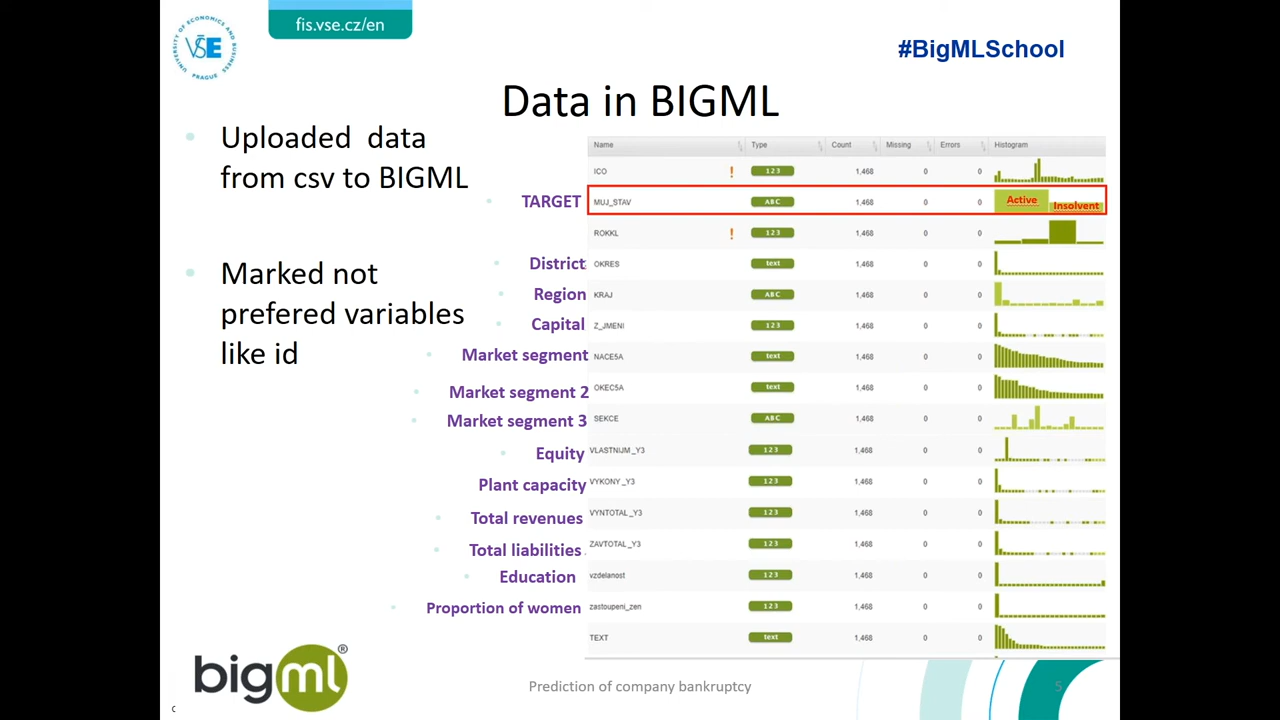 fis.vse.cz/en
UNIVERSITY OF ECONOMICS AND BUSINESS
VŠE
PRAGUE
#BigMLSchool
Data in BIGML
Uploaded data
from csv to BIGML
Marked not
prefered variables
like id
Name Type Count Missing Errors Histogram
ICO ! 123 1,468 0 0
TARGET MUJ_STAV ABC 1,468 0 0 Active Insolvent
ROKKL ! 123 1,468 0 0
District OKRES text 1,468 0 0
Region KRAJ ABC 1,468 0 0
Capital Z_JMENI 123 1,468 0 0
Market segment NACE5A text 1,468 0 0
Market segment 2 OKEC5A text 1,468 0 0
Market segment 3 SEKCE ABC 1,468 0 0
Equity VLASTNIJM_Y3 123 1,468 0 0
Plant capacity VYKONY_Y3 123 1,468 0 0
Total revenues VYNTOTAL_Y3 123 1,468 0 0
Total liabilities ZAVTOTAL_Y3 123 1,468 0 0
Education vzdelanost 123 1,468 0 0
Proportion of women zastoupeni_zen 123 1,468 0 0
TEXT text 1,468 0 0
bigml®
Prediction of company bankruptcy
5